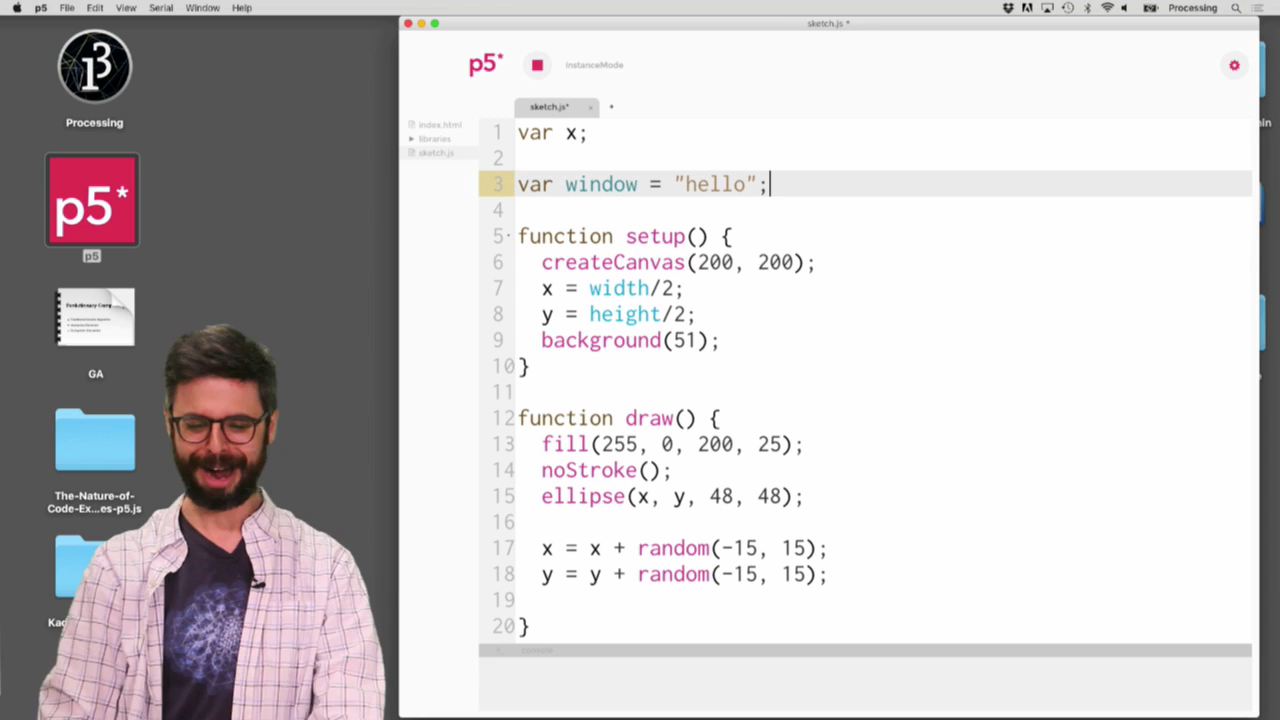 p5 File Edit View Serial Window Help
Processing
sketch.js *
p5* instanceMode
sketch.js* ×
index.html
libraries
sketch.js
1 var x;
2
3 var window = "hello";
4
5 function setup() {
6 createCanvas(200, 200);
7 x = width/2;
8 y = height/2;
9 background(51);
10 }
11
12 function draw() {
13 fill(255, 0, 200, 25);
14 noStroke();
15 ellipse(x, y, 48, 48);
16
17 x = x + random(-15, 15);
18 y = y + random(-15, 15);
19
20 }
console
Processing
p5*
p5
GA
The-Nature-of-
Code-Ex...es-p5.js